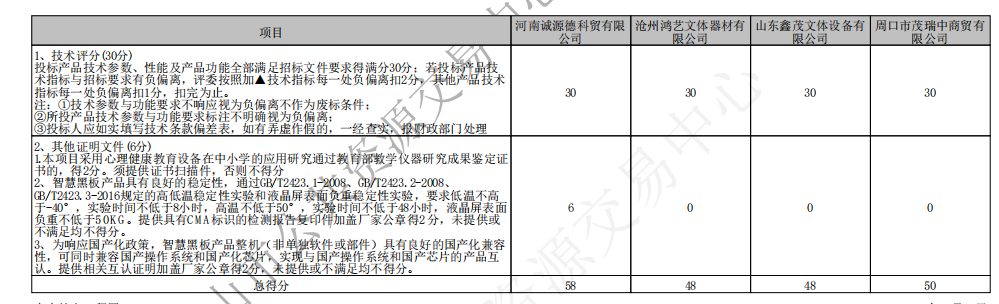 项目
河南诚源德科贸有限公司
沧州鸿艺文体器材有限公司
山东鑫茂文体设备有限公司
周口市茂瑞中商贸有限公司
1、技术评分(30分)
投标产品技术参数、性能及产品功能全部满足招标文件要求得满分30分；若投标产品技
术指标与招标要求有负偏离，评委按照加▲技术指标每一处负偏离扣2分，其他产品技术
指标每一处负偏离扣1分，扣完为止。
注：①技术参数与功能要求不响应视为负偏离不作为废标条件；
②所投产品技术参数与功能要求标注不明确视为负偏离；
③投标人应如实填写技术条款偏差表，如有弄虚作假的，一经查实，报财政部门处理
30
30
30
30
2、其他证明文件(6分)
1.本项目采用心理健康教育设备在中小学的应用研究通过教育部教学仪器研究成果鉴定证
书的，得2分。须提供证书扫描件，否则不得分
2、智慧黑板产品具有良好的稳定性，通过GB/T2423.1-2008、GB/T2423.2-2008、
GB/T2423.3-2016规定的高低温稳定性实验和液晶屏表面负重稳定性实验，要求低温不高
于-40°，实验时间不低于8小时，高温不低于50°，实验时间不低于48小时，液晶屏表面
负重不低于50KG。提供具有CMA标识的检测报告复印件加盖厂家公章得2分，未提供或
不满足均不得分。
3、为响应国产化政策，智慧黑板产品整机（非单独软件或部件）具有良好的国产化兼容
性，可同时兼容国产操作系统和国产化芯片，实现与国产操作系统和国产芯片的产品互
认。提供相关互认证明加盖厂家公章得2分，未提供或不满足均不得分。
6
0
0
0
总得分
58
48
48
50